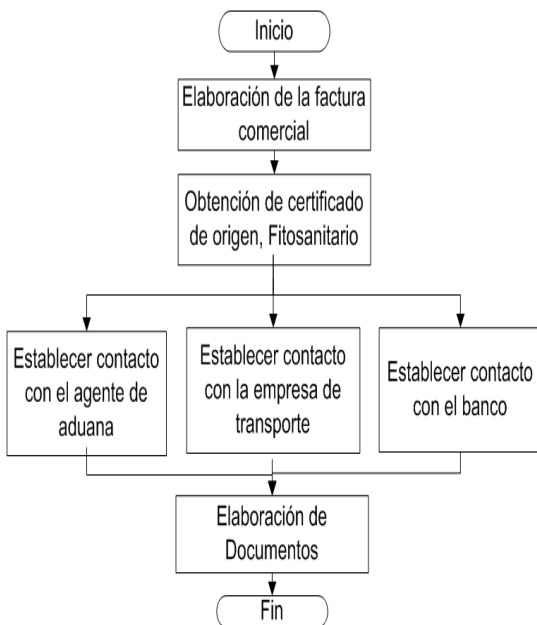 Inicio
Elaboración de la factura
comercial
Obtención de certificado
de origen, Fitosanitario
Establecer contacto
con el agente de
aduana
Establecer contacto
con la empresa de
transporte
Establecer contacto
con el banco
Elaboración de
Documentos
Fin